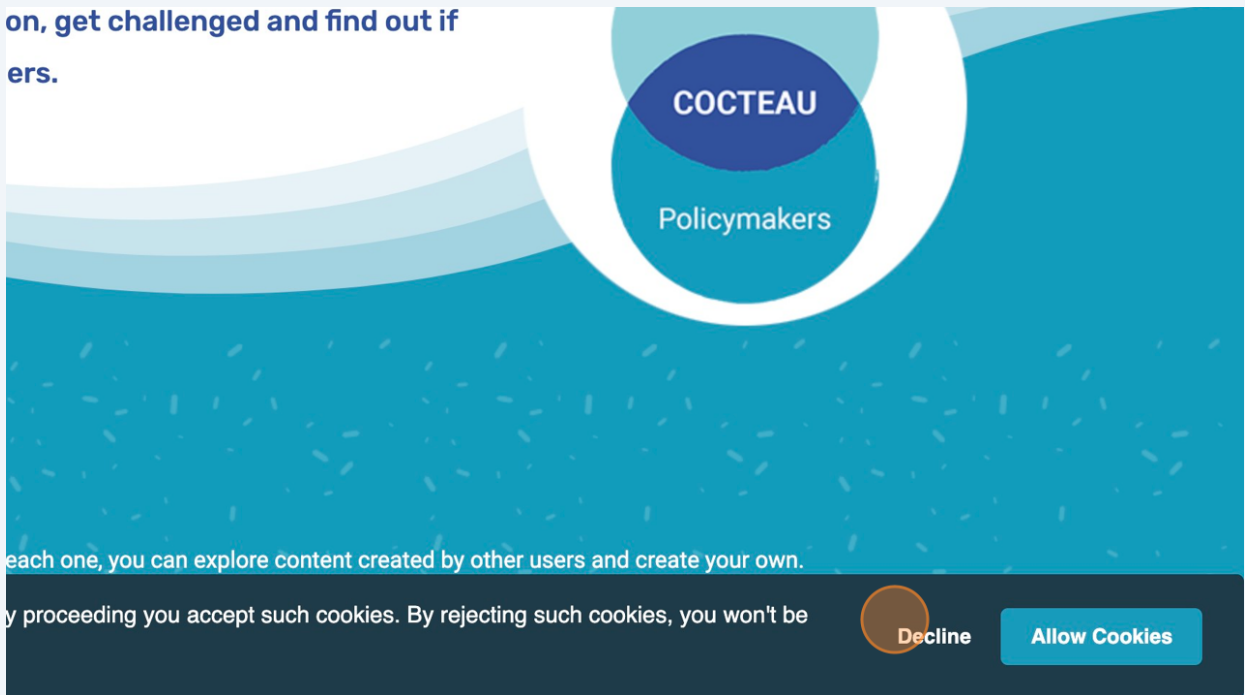 on, get challenged and find out if
ers.
COCTEAU
Policymakers
each one, you can explore content created by other users and create your own.
y proceeding you accept such cookies. By rejecting such cookies, you won't be
Decline
Allow Cookies